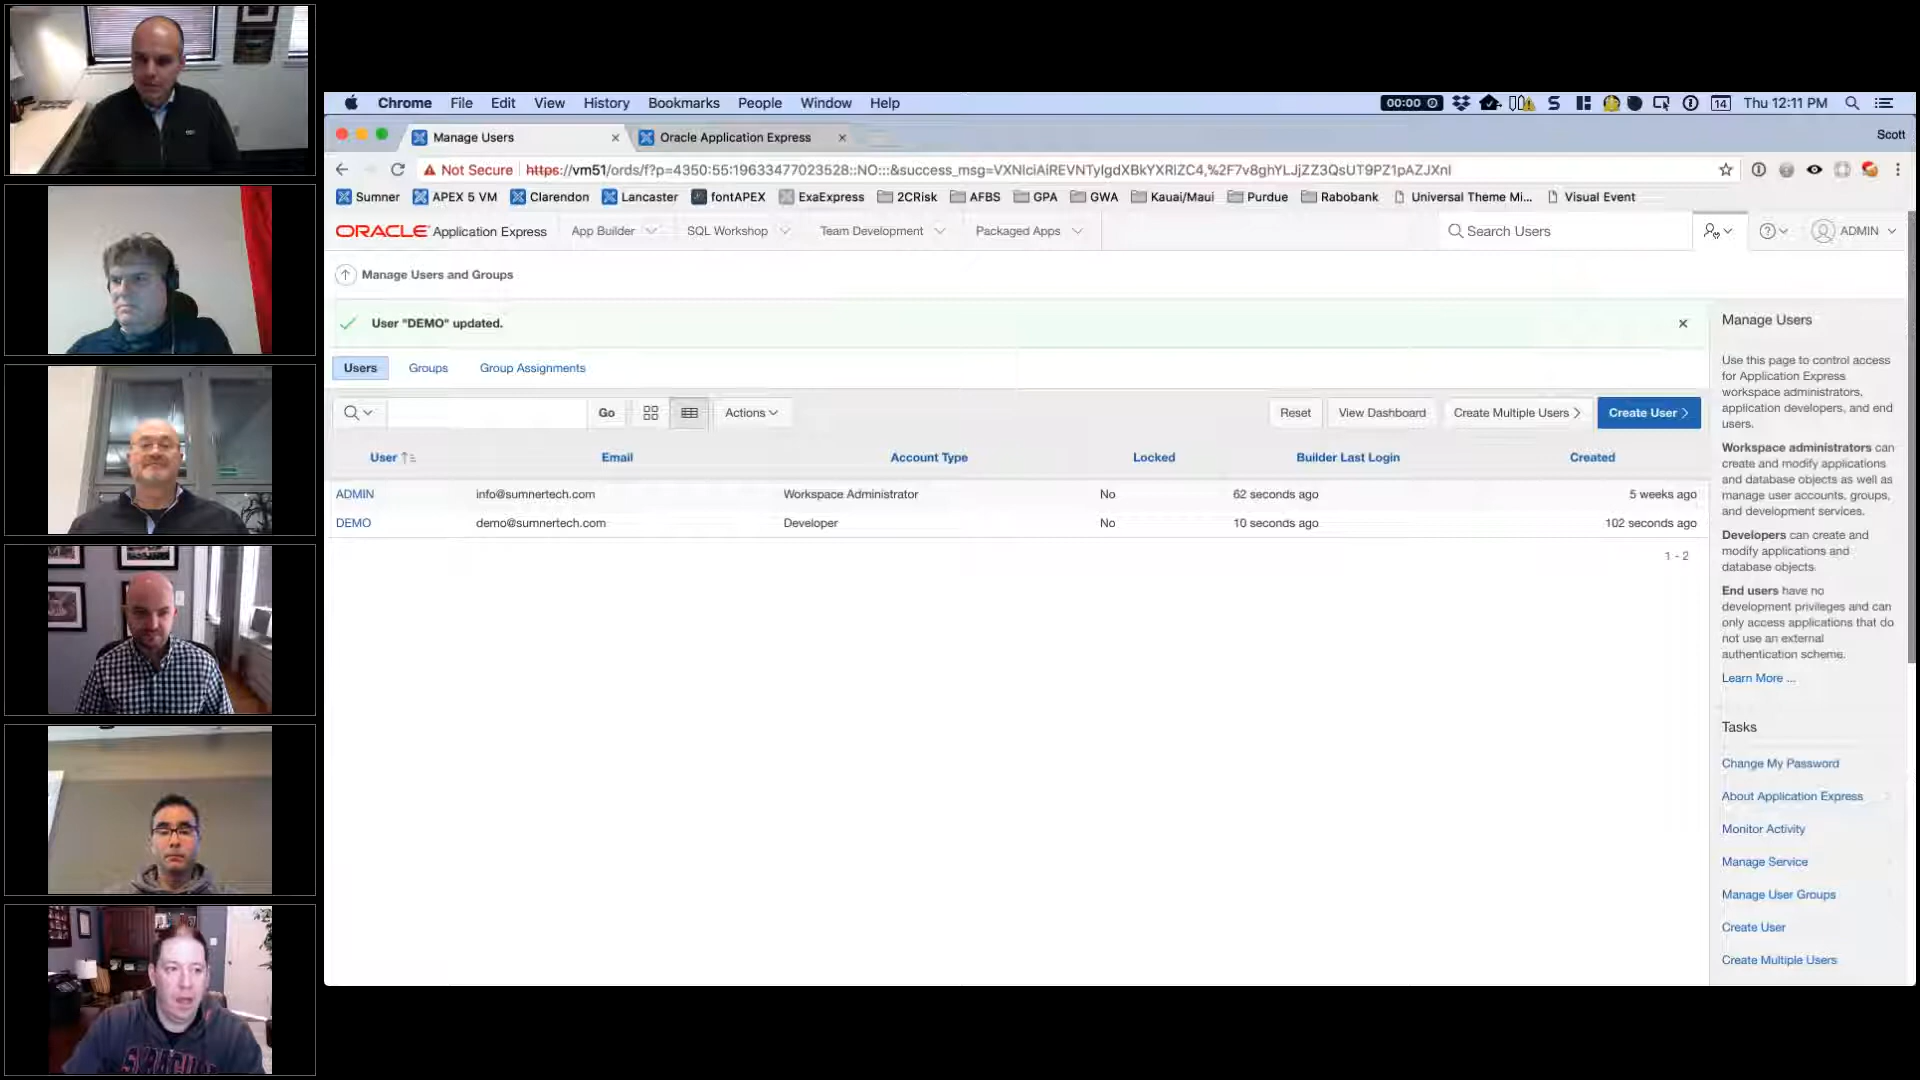 Chrome File Edit View History Bookmarks People Window Help 00:00 14 Thu 12:11 PM
Manage Users Oracle Application Express Scott
Not Secure https://vm51/ords/f?p=4350:55:19633477023528::NO:::&success_msg=VXNlciAiREVNTyIgdXBkYXRlZC4,%2F7v8ghYLJjZZ3QsUT9PZ1pAZJXnI
Sumner APEX 5 VM Clarendon Lancaster fontAPEX ExaExpress 2CRisk AFBS GPA GWA Kauai/Maui Purdue Rabobank Universal Theme Mi... Visual Event
ORACLE Application Express App Builder SQL Workshop Team Development Packaged Apps Search Users ADMIN
Manage Users and Groups
User "DEMO" updated.
Users Groups Group Assignments
Go Actions Reset View Dashboard Create Multiple Users Create User
User Email Account Type Locked Builder Last Login Created
ADMIN info@sumnertech.com Workspace Administrator No 62 seconds ago 5 weeks ago
DEMO demo@sumnertech.com Developer No 10 seconds ago 102 seconds ago
1 - 2
Manage Users
Use this page to control access
for Application Express
workspace administrators,
application developers, and end
users.
Workspace administrators can
create and modify applications
and database objects as well as
manage user accounts, groups,
and development services.
Developers can create and
modify applications and
database objects.
End users have no
development privileges and can
only access applications that do
not use an external
authentication scheme.
Learn More ...
Tasks
Change My Password
About Application Express
Monitor Activity
Manage Service
Manage User Groups
Create User
Create Multiple Users